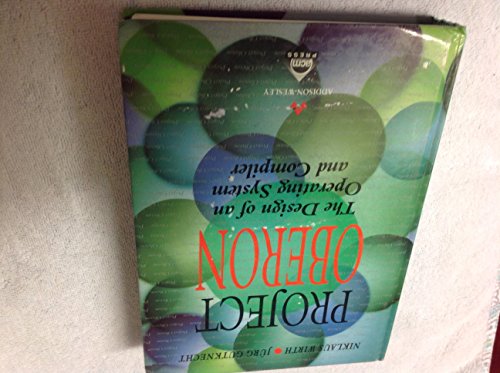 NIKLAUS WIRTH • JÜRG GUTKNECHT
PROJECT
OBERON
The Design of an
Operating System
and Compiler
ADDISON-WESLEY
acm
PRESS